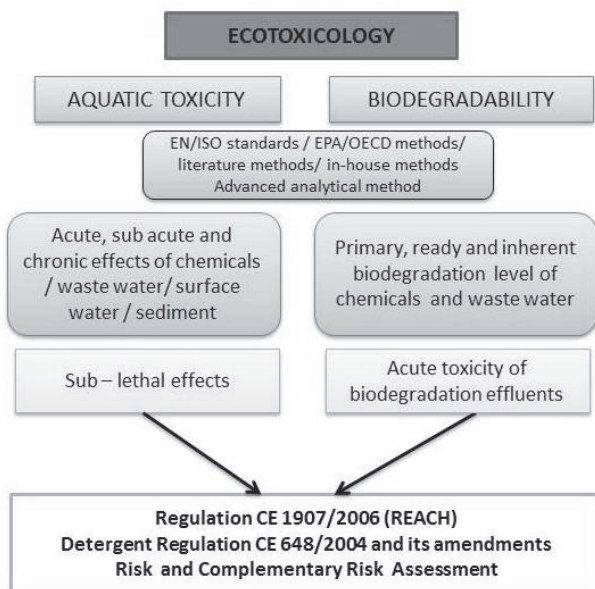 ECOTOXICOLOGY
AQUATIC TOXICITY
BIODEGRADABILITY
EN/ISO standards / EPA/OECD methods/
literature methods/ in-house methods
Advanced analytical method
Acute, sub acute and
chronic effects of chemicals
/ waste water/ surface
water / sediment
Primary, ready and inherent
biodegradation level of
chemicals and waste water
Sub – lethal effects
Acute toxicity of
biodegradation effluents
Regulation CE 1907/2006 (REACH)
Detergent Regulation CE 648/2004 and its amendments
Risk and Complementary Risk Assessment